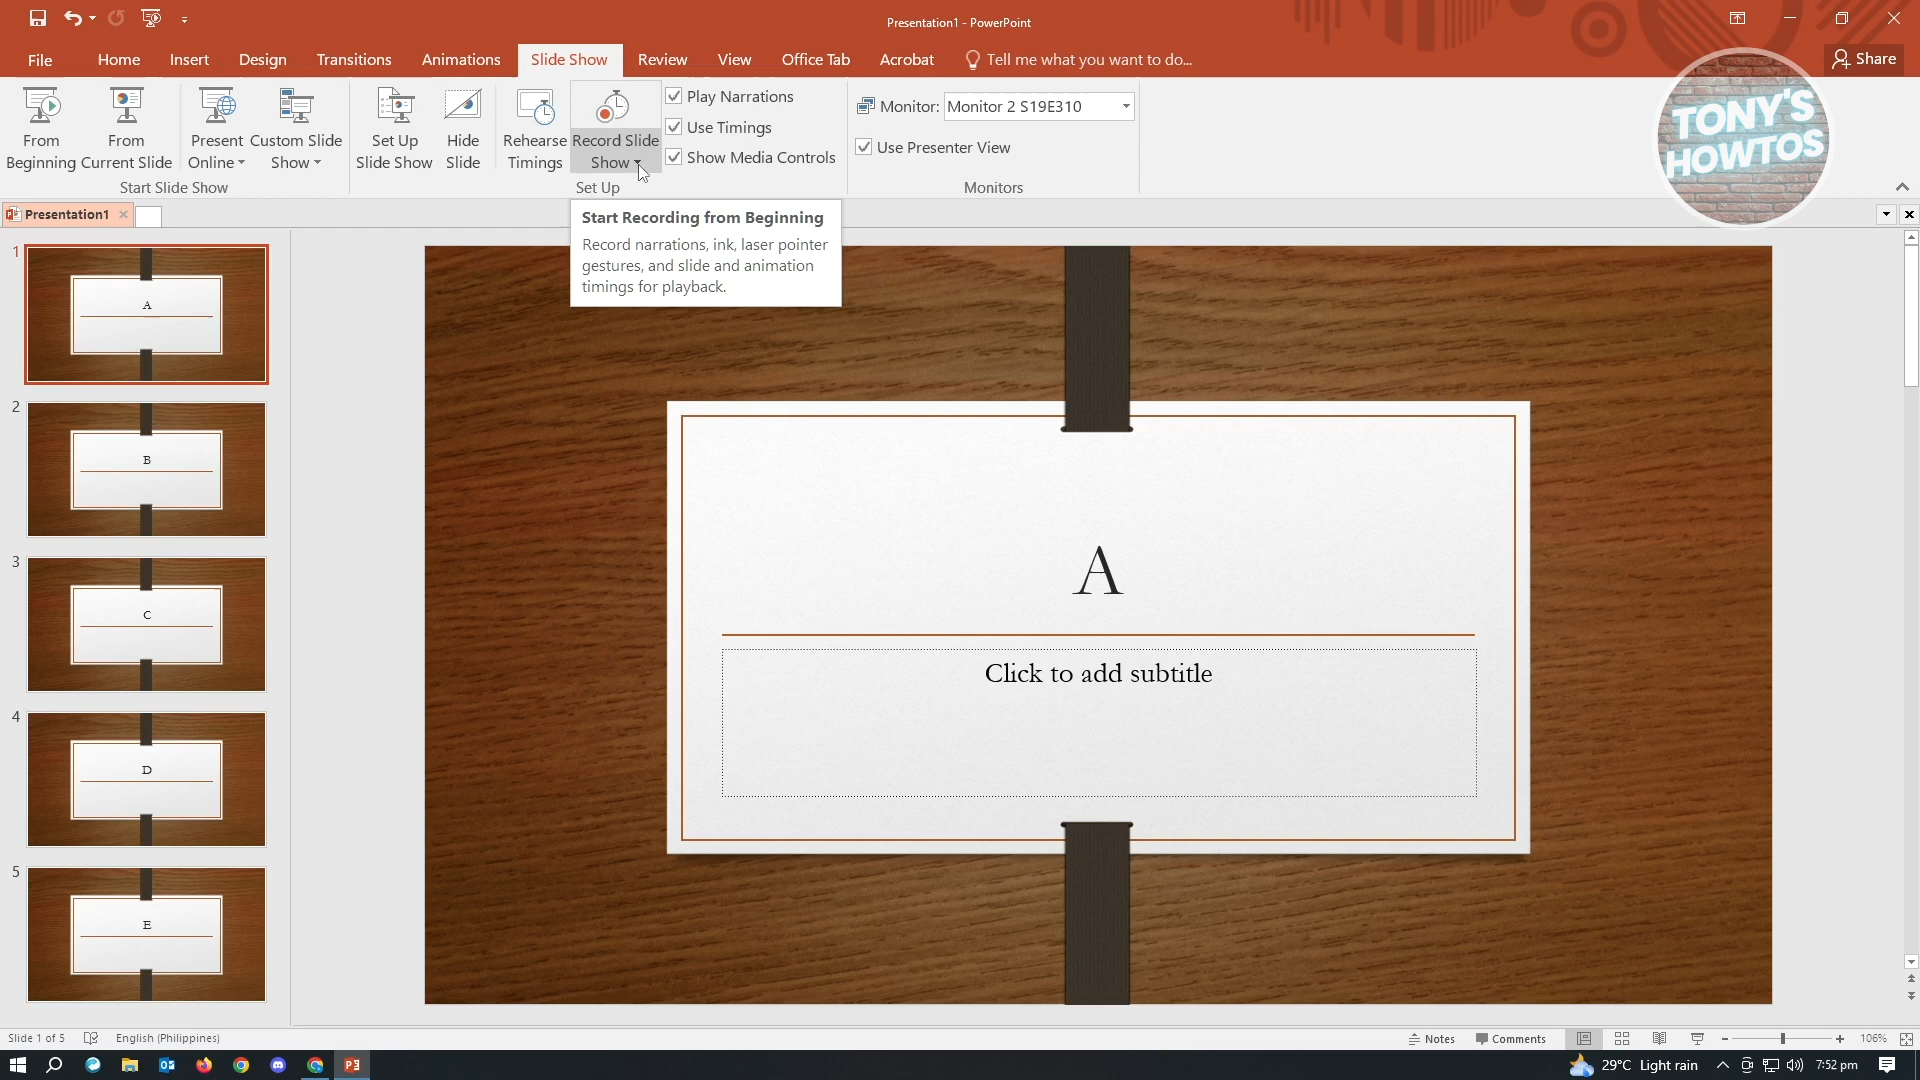 Presentation1 - PowerPoint
File Home Insert Design Transitions Animations Slide Show Review View Office Tab Acrobat Tell me what you want to do... Share
From Beginning
From Current Slide
Present Online
Custom Slide Show
Start Slide Show
Set Up Slide Show
Hide Slide
Rehearse Timings
Record Slide Show
Play Narrations
Use Timings
Show Media Controls
Set Up
Monitor: Monitor 2 S19E310
Use Presenter View
Monitors
TONY'S
HOWTOS
Presentation1
Start Recording from Beginning
Record narrations, ink, laser pointer
gestures, and slide and animation
timings for playback.
1
A
2
B
3
C
4
D
5
E
A
Click to add subtitle
Slide 1 of 5 English (Philippines) Notes Comments 106%
29°C Light rain 7:52 pm